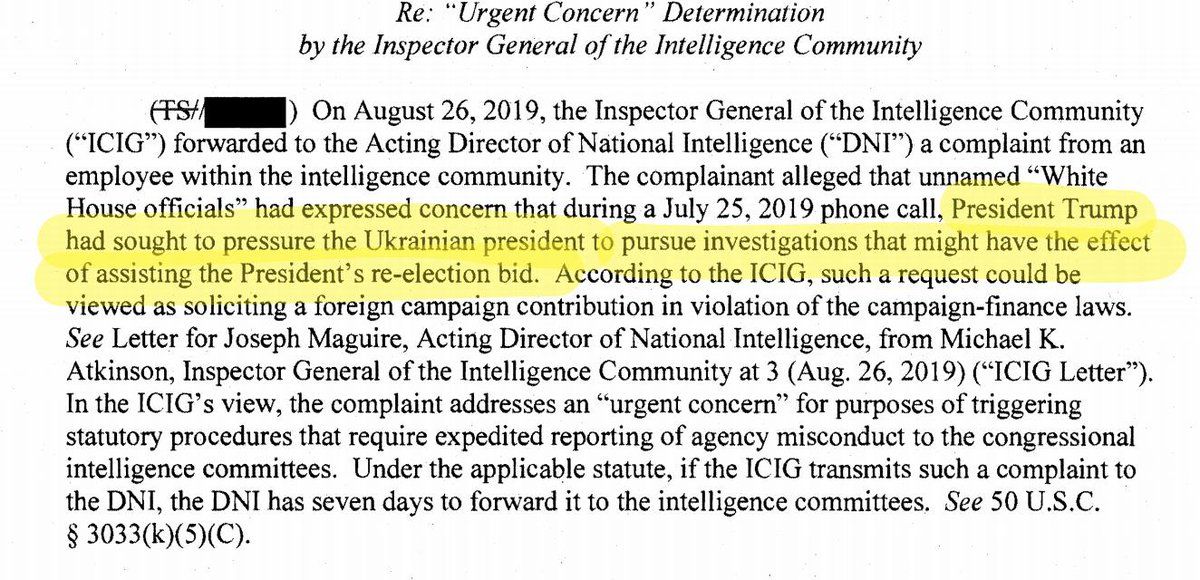 Re: “Urgent Concern” Determination
by the Inspector General of the Intelligence Community
(TS// ) On August 26, 2019, the Inspector General of the Intelligence Community
(“ICIG”) forwarded to the Acting Director of National Intelligence (“DNI”) a complaint from an
employee within the intelligence community. The complainant alleged that unnamed “White
House officials” had expressed concern that during a July 25, 2019 phone call, President Trump
had sought to pressure the Ukrainian president to pursue investigations that might have the effect
of assisting the President’s re-election bid. According to the ICIG, such a request could be
viewed as soliciting a foreign campaign contribution in violation of the campaign-finance laws.
See Letter for Joseph Maguire, Acting Director of National Intelligence, from Michael K.
Atkinson, Inspector General of the Intelligence Community at 3 (Aug. 26, 2019) (“ICIG Letter”).
In the ICIG’s view, the complaint addresses an “urgent concern” for purposes of triggering
statutory procedures that require expedited reporting of agency misconduct to the congressional
intelligence committees. Under the applicable statute, if the ICIG transmits such a complaint to
the DNI, the DNI has seven days to forward it to the intelligence committees. See 50 U.S.C.
§ 3033(k)(5)(C).